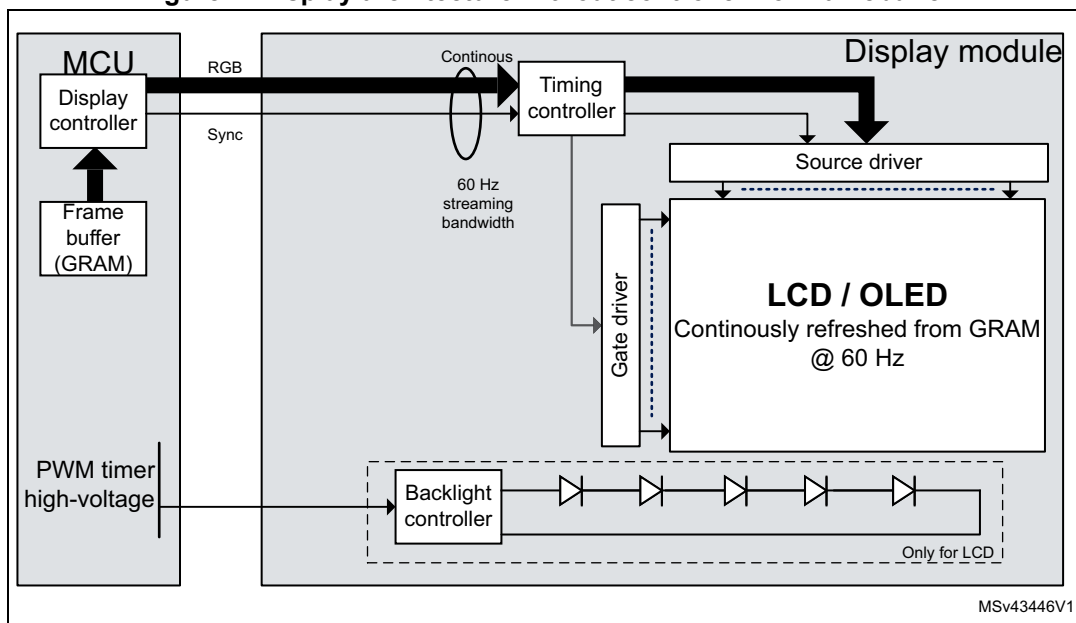 MCU
Display module
RGB
Continous
Display
controller
Timing
controller
Sync
Source driver
60 Hz
streaming
bandwidth
Frame
buffer
(GRAM)
Gate driver
LCD / OLED
Continously refreshed from GRAM
@ 60 Hz
PWM timer
high-voltage
Backlight
controller
Only for LCD
MSv43446V1